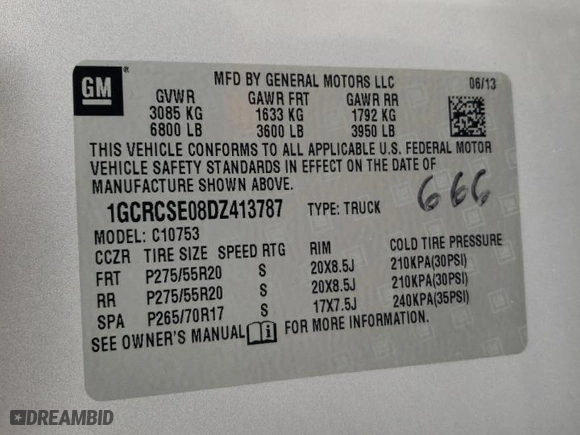 GM
®
MFD BY GENERAL MOTORS LLC 06/13
GVWR GAWR FRT GAWR RR
3085 KG 1633 KG 1792 KG
6800 LB 3600 LB 3950 LB
THIS VEHICLE CONFORMS TO ALL APPLICABLE U.S. FEDERAL MOTOR
VEHICLE SAFETY STANDARDS IN EFFECT ON THE DATE OF
MANUFACTURE SHOWN ABOVE.
666
1GCRCSE08DZ413787 TYPE: TRUCK
MODEL: C10753
CCZR TIRE SIZE SPEED RTG RIM COLD TIRE PRESSURE
FRT P275/55R20 S 20X8.5J 210KPA(30PSI)
RR P275/55R20 S 20X8.5J 210KPA(30PSI)
SPA P265/70R17 S 17X7.5J 240KPA(35PSI)
SEE OWNER'S MANUAL i FOR MORE INFORMATION.
DREAMBID